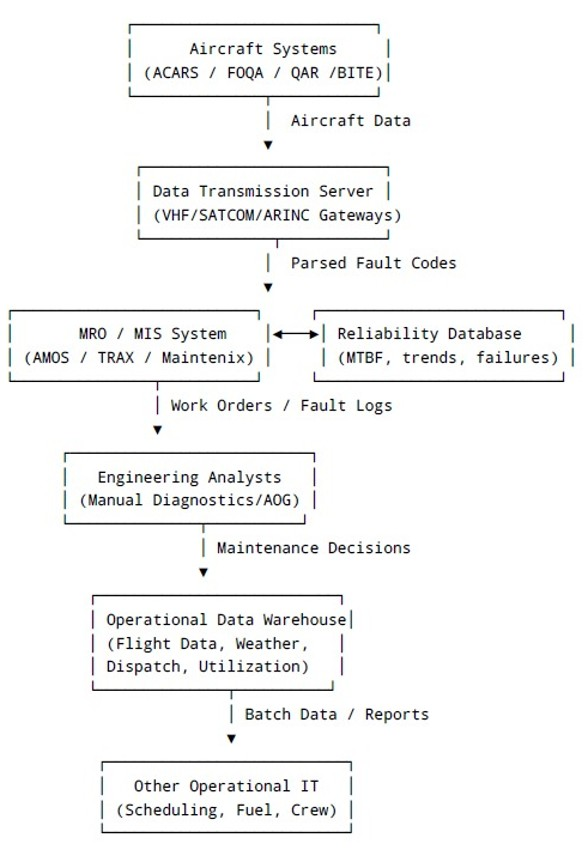 Aircraft Systems
(ACARS / FOQA / QAR /BITE)
Aircraft Data
Data Transmission Server
(VHF/SATCOM/ARINC Gateways)
Parsed Fault Codes
MRO / MIS System
(AMOS / TRAX / Maintenix)
Reliability Database
(MTBF, trends, failures)
Work Orders / Fault Logs
Engineering Analysts
(Manual Diagnostics/AOG)
Maintenance Decisions
Operational Data Warehouse
(Flight Data, Weather,
Dispatch, Utilization)
Batch Data / Reports
Other Operational IT
(Scheduling, Fuel, Crew)